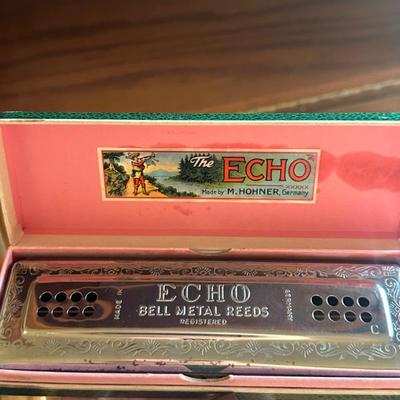 The ECHO
Made by M. HOHNER, Germany
ECHO
BELL METAL REEDS
REGISTERED
MADE IN
GERMANY
C